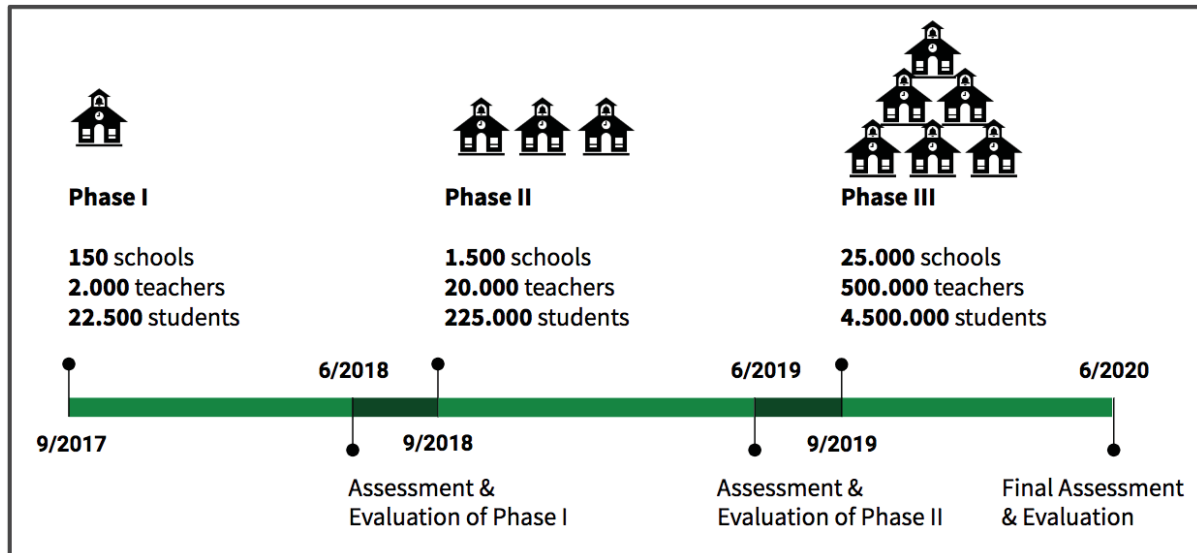 Phase I
150 schools
2.000 teachers
22.500 students
Phase II
1.500 schools
20.000 teachers
225.000 students
Phase III
25.000 schools
500.000 teachers
4.500.000 students
6/2018
6/2019
6/2020
9/2017
9/2018
9/2019
Assessment &
Evaluation of Phase I
Assessment &
Evaluation of Phase II
Final Assessment
& Evaluation